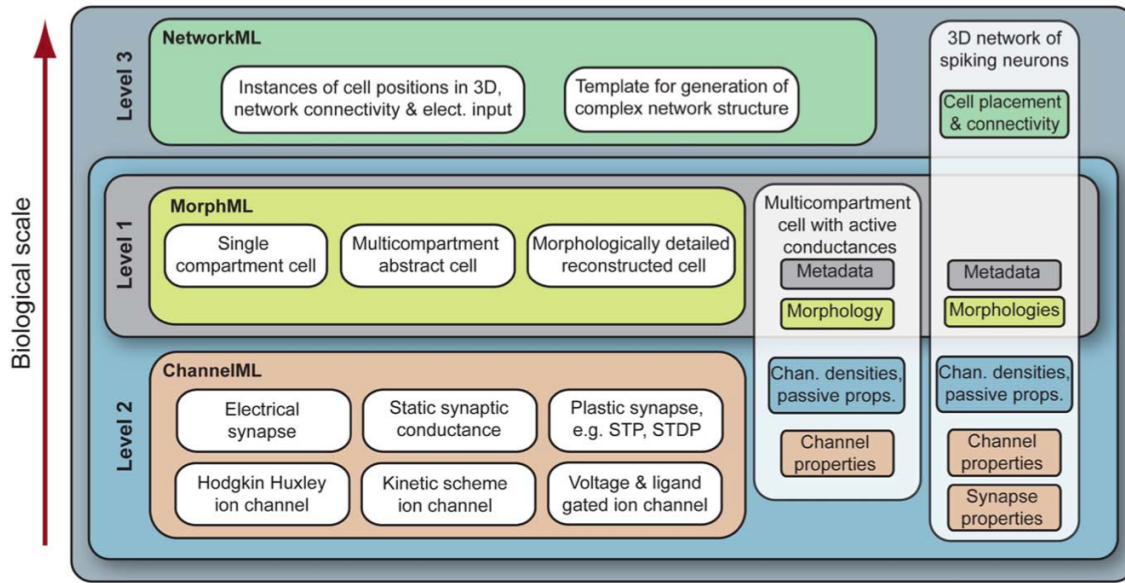 Biological scale
Level 3
NetworkML
Instances of cell positions in 3D,
network connectivity & elect. input
Template for generation of
complex network structure
3D network of
spiking neurons
Cell placement
& connectivity
Level 1
MorphML
Single
compartment cell
Multicompartment
abstract cell
Morphologically detailed
reconstructed cell
Multicompartment
cell with active
conductances
Metadata
Morphology
Metadata
Morphologies
Level 2
ChannelML
Electrical
synapse
Static synaptic
conductance
Plastic synapse,
e.g. STP, STDP
Hodgkin Huxley
ion channel
Kinetic scheme
ion channel
Voltage & ligand
gated ion channel
Chan. densities,
passive props.
Channel
properties
Chan. densities,
passive props.
Channel
properties
Synapse
properties